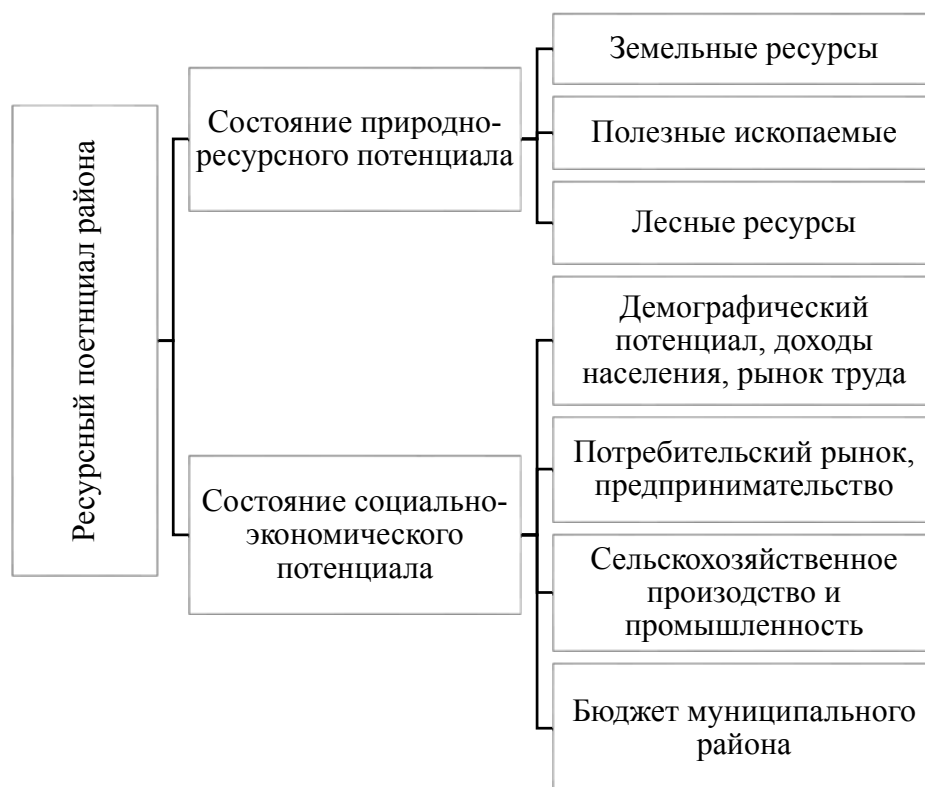 Ресурсный поетнциал района
Состояние природно-
ресурсного потенциала
Земельные ресурсы
Полезные ископаемые
Лесные ресурсы
Состояние социально-
экономического
потенциала
Демографический
потенциал, доходы
населения, рынок труда
Потребительский рынок,
предпринимательство
Сельскохозяйственное
произодство и
промышленность
Бюджет муниципального
района